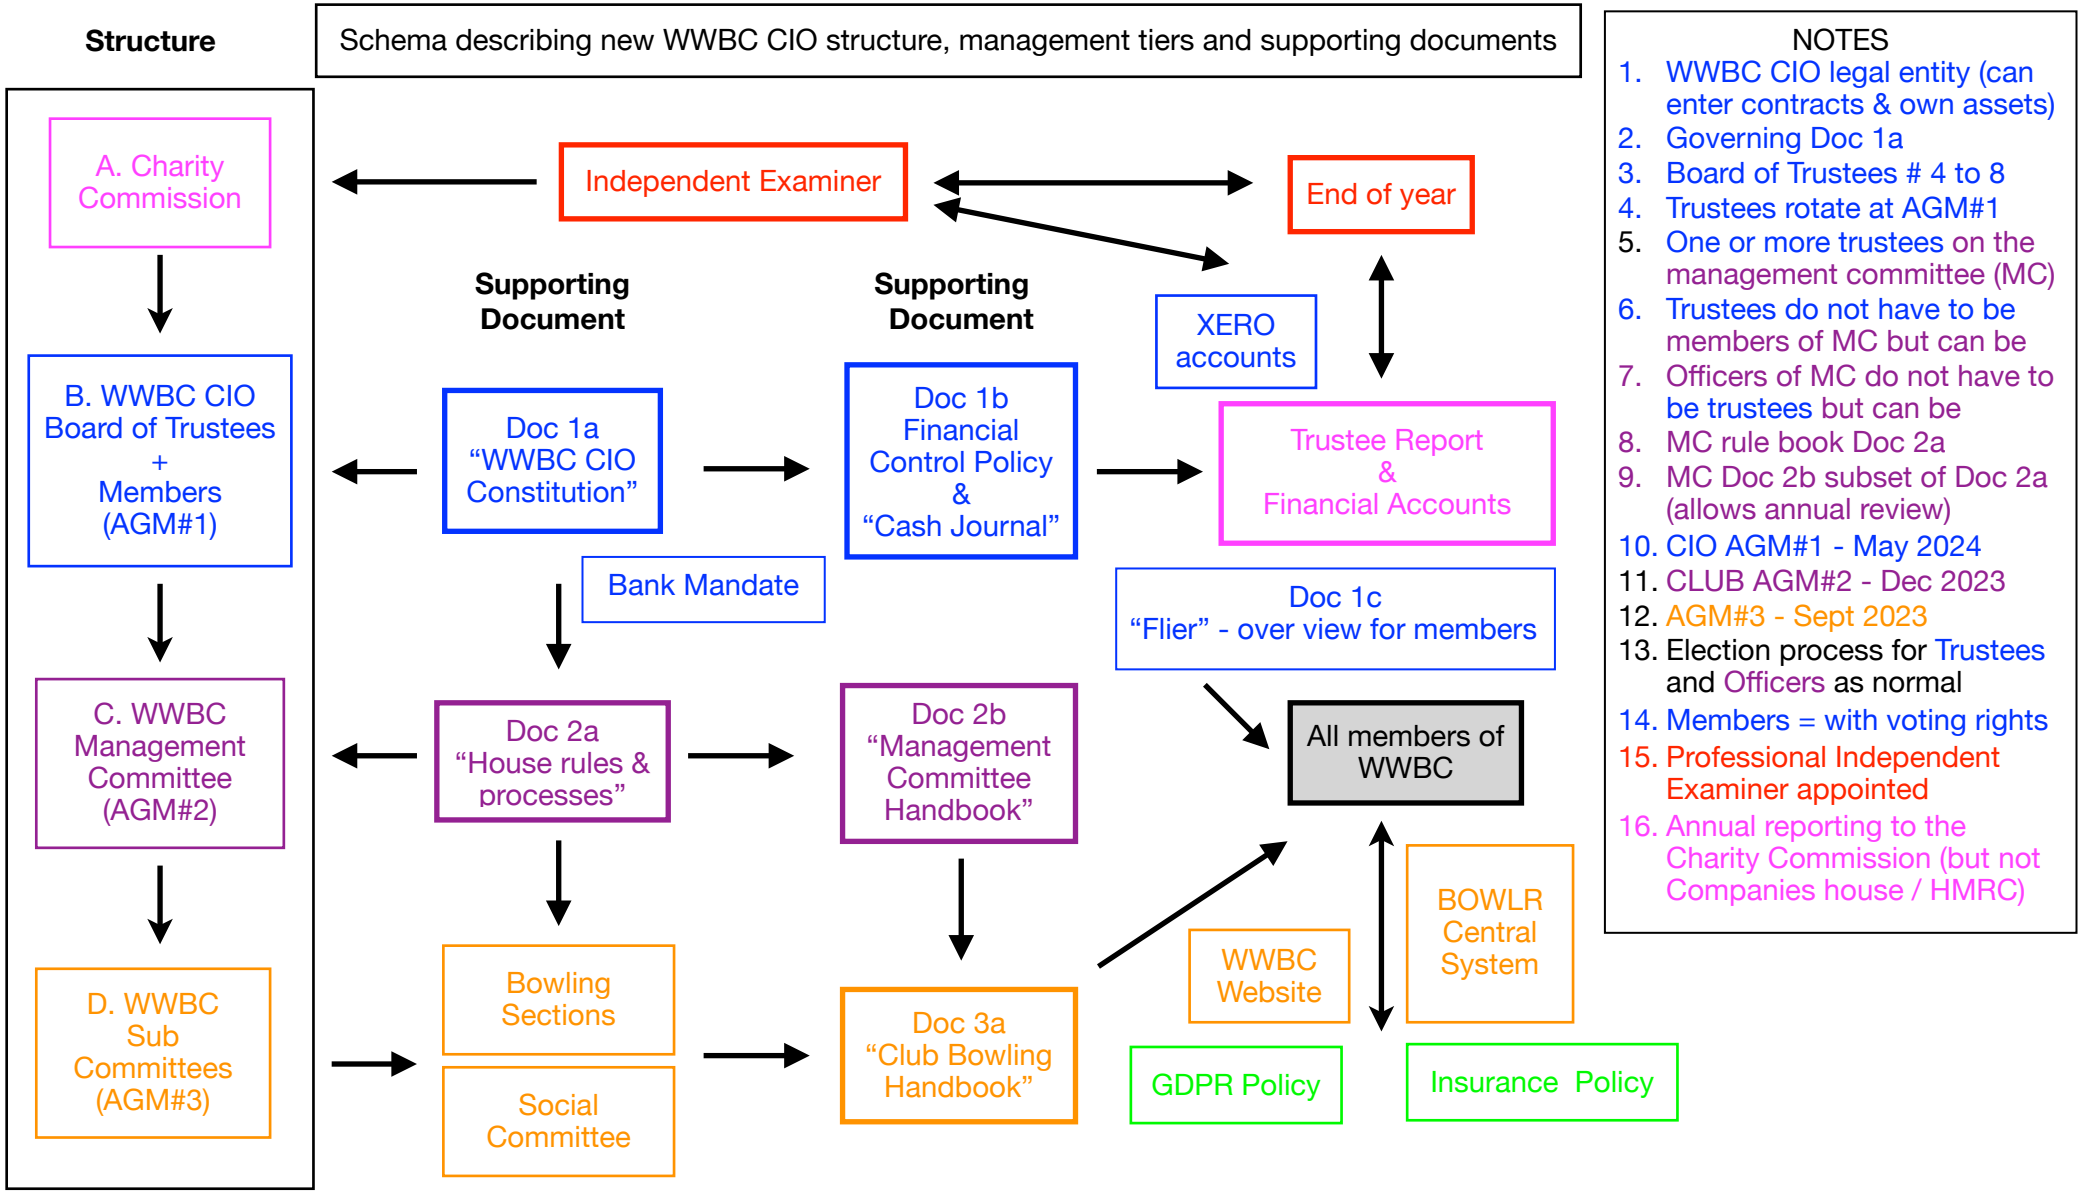 Structure
Schema describing new WWBC CIO structure, management tiers and supporting documents
A. Charity
Commission
Independent Examiner
End of year
Supporting
Document
Supporting
Document
XERO
accounts
B. WWBC CIO
Board of Trustees
+
Members
(AGM#1)
Doc 1a
“WWBC CIO
Constitution”
Doc 1b
Financial
Control Policy
&
“Cash Journal”
Trustee Report
&
Financial Accounts
Bank Mandate
Doc 1c
“Flier” - over view for members
C. WWBC
Management
Committee
(AGM#2)
Doc 2a
“House rules &
processes”
Doc 2b
“Management
Committee
Handbook”
All members of
WWBC
D. WWBC
Sub
Committees
(AGM#3)
Bowling
Sections
Social
Committee
Doc 3a
“Club Bowling
Handbook”
WWBC
Website
BOWLR
Central
System
GDPR Policy
Insurance Policy
NOTES
1. WWBC CIO legal entity (can
enter contracts & own assets)
2. Governing Doc 1a
3. Board of Trustees # 4 to 8
4. Trustees rotate at AGM#1
5. One or more trustees on the
management committee (MC)
6. Trustees do not have to be
members of MC but can be
7. Officers of MC do not have to
be trustees but can be
8. MC rule book Doc 2a
9. MC Doc 2b subset of Doc 2a
(allows annual review)
10. CIO AGM#1 - May 2024
11. CLUB AGM#2 - Dec 2023
12. AGM#3 - Sept 2023
13. Election process for Trustees
and Officers as normal
14. Members = with voting rights
15. Professional Independent
Examiner appointed
16. Annual reporting to the
Charity Commission (but not
Companies house / HMRC)